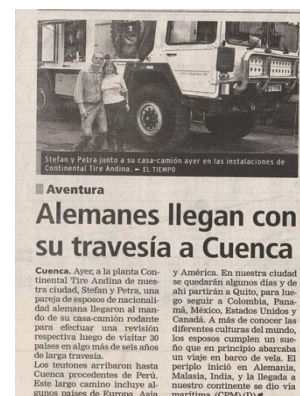 Stefan y Petra junto a su casa-camión ayer en las instalaciones de
Continental Tire Andina. – EL TIEMPO
Aventura
Alemanes llegan con
su travesía a Cuenca
Cuenca. Ayer, a la planta Con-
tinental Tire Andina de nues-
tra ciudad, Stefan y Petra, una
pareja de esposos de nacionali-
dad alemana llegaron al man-
do de su casa-camión rodante
para efectuar una revisión
respectiva luego de visitar 30
países en algo más de seis años
de larga travesía.
Los teutones arribaron hasta
Cuenca procedentes de Perú.
Este largo camino incluye al-
gunos países de Europa, Asia
y América. En nuestra ciudad
se quedarán algunos días y de
ahí partirán a Quito, para lue-
go seguir a Colombia, Pana-
má, México, Estados Unidos y
Canadá. A más de conocer las
diferentes culturas del mundo,
los esposos cumplen un sue-
ño que en principio abarcaba
un viaje en barco de vela. El
periplo inició en Alemania,
Malasia, India, y la llegada a
nuestro continente se dio vía
marítima (CPM) (D)